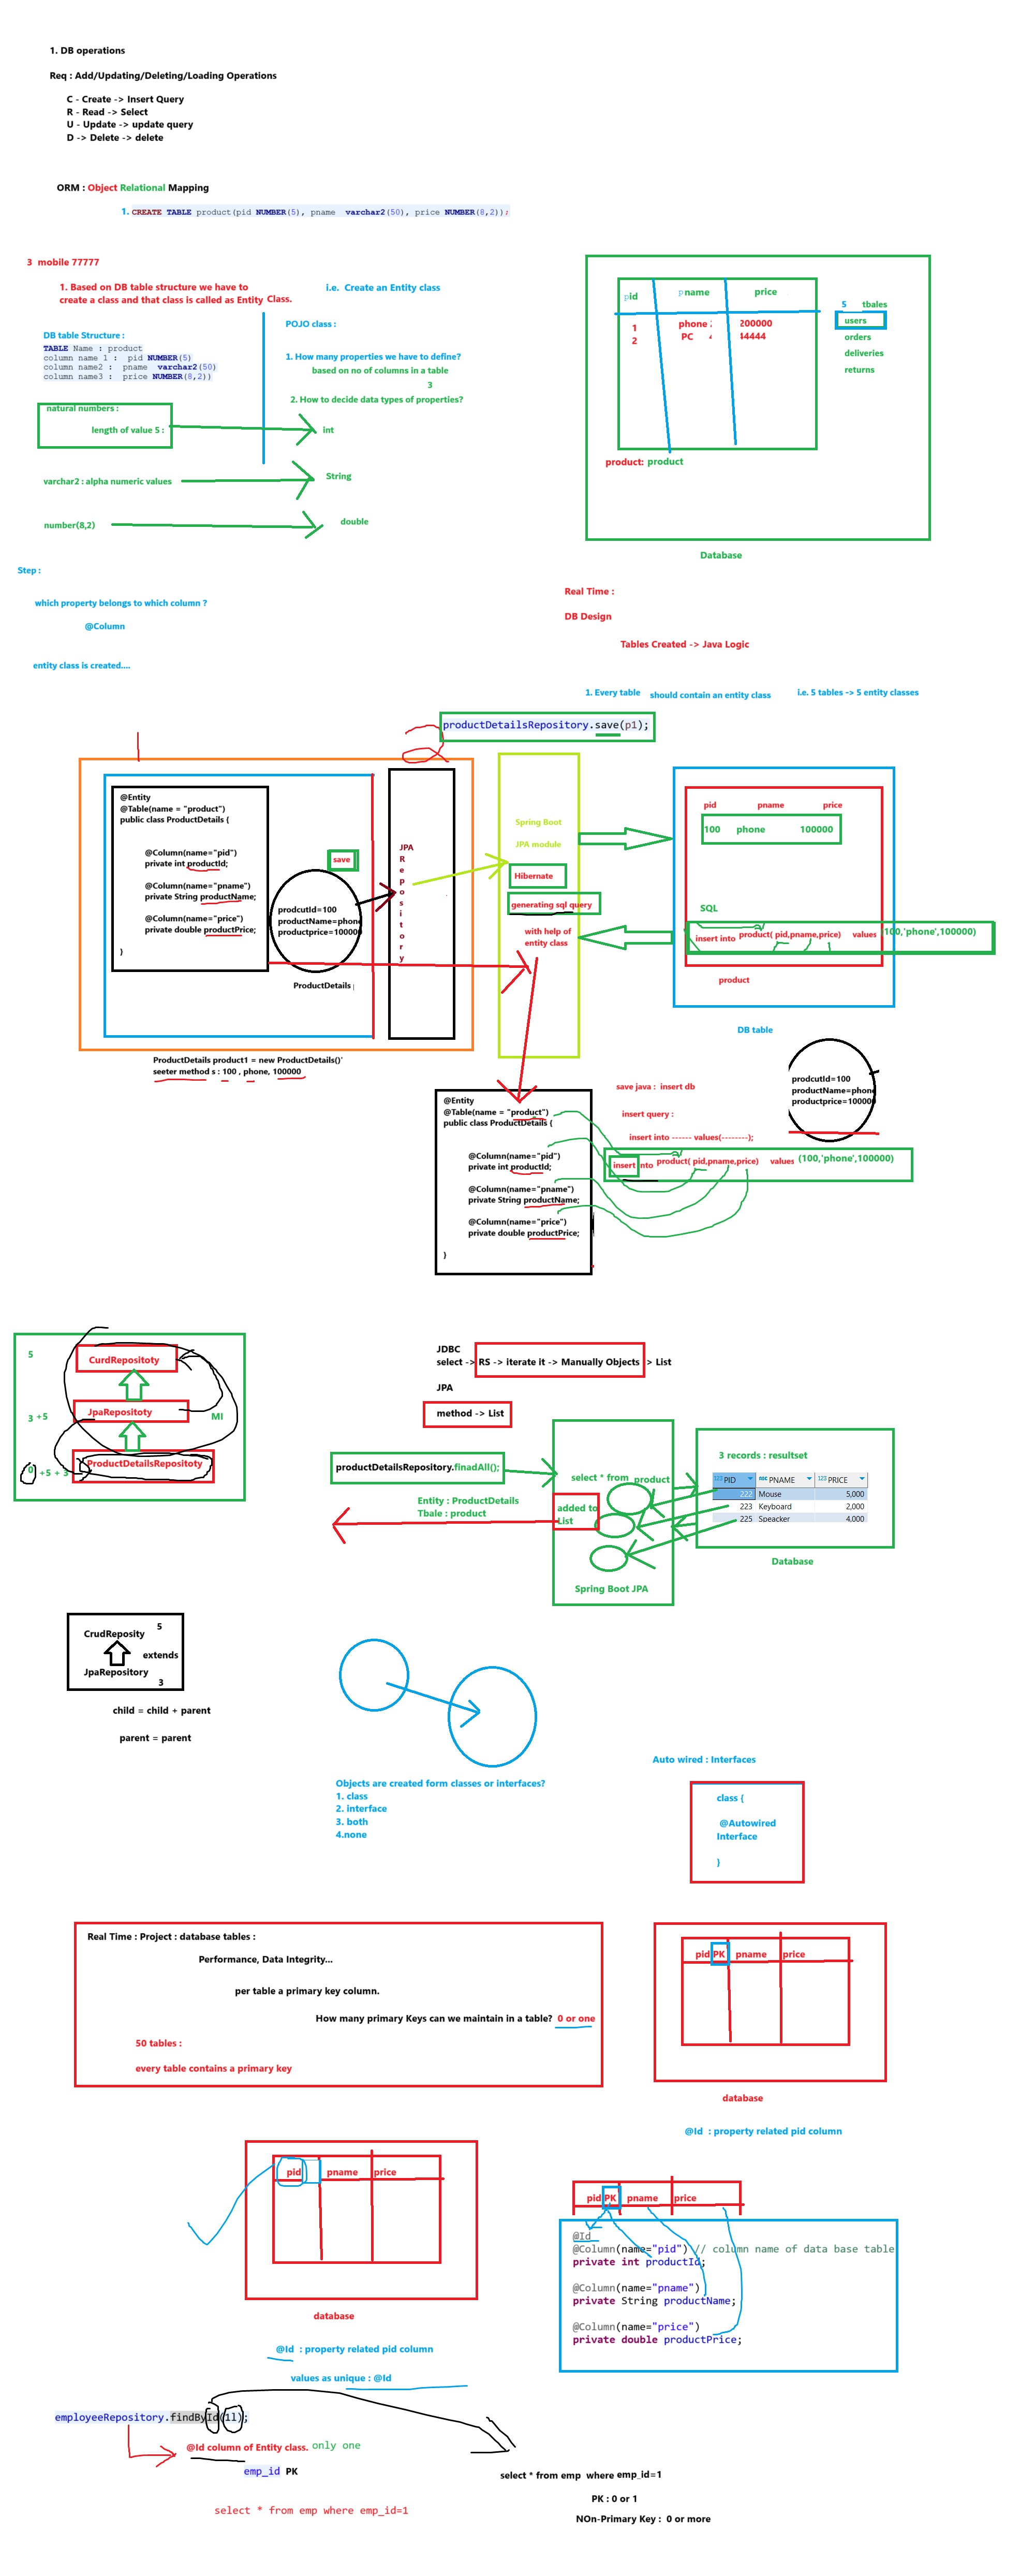 1. DB operations
Req : Add/Updating/Deleting/Loading Operations
C - Create -> Insert Query
R - Read -> Select
U - Update -> update query
D -> Delete -> delete
ORM : Object Relational Mapping
1. CREATE TABLE product(pid NUMBER(5), pname varchar2(50), price NUMBER(8,2));
3 mobile 77777
1. Based on DB table structure we have to
create a class and that class is called as Entity Class.
i.e. Create an Entity class
DB table Structure :
TABLE Name : product
column name 1 : pid NUMBER(5)
column name2 : pname varchar2(50)
column name3 : price NUMBER(8,2))
POJO class :
1. How many properties we have to define?
based on no of columns in a table
3
2. How to decide data types of properties?
natural numbers :
length of value 5 :
int
varchar2 : alpha numeric values
String
number(8,2)
double
pid
pname
price
1
phone
200000
2
PC
4
44444
5 tbales
users
orders
deliveries
returns
product: product
Database
Step :
which property belongs to which column ?
@Column
entity class is created....
Real Time :
DB Design
Tables Created -> Java Logic
1. Every table should contain an entity class i.e. 5 tables -> 5 entity classes
productDetailsRepository.save(p1);
@Entity
@Table(name = "product")
public class ProductDetails {
@Column(name="pid")
private int productId;
@Column(name="pname")
private String productName;
@Column(name="price")
private double productPrice;
}
save
prodcutId=100
productName=phone
productprice=100000
ProductDetails
JPA
R
e
p
o
s
i
t
o
r
y
Spring Boot
JPA module
Hibernate
generating sql query
with help of
entity class
pid pname price
100 phone 100000
SQL
insert into product( pid,pname,price) values (100,'phone',100000)
product
DB table
ProductDetails product1 = new ProductDetails()'
seeter method s : 100 , phone, 100000
@Entity
@Table(name = "product")
public class ProductDetails {
@Column(name="pid")
private int productId;
@Column(name="pname")
private String productName;
@Column(name="price")
private double productPrice;
}
save java : insert db
insert query :
insert into ------ values(--------);
insert into product( pid,pname,price) values (100,'phone',100000)
prodcutId=100
productName=phone
productprice=100000
5
CurdRepositoty
3 +5
JpaRepositoty
MI
0 +5 + 3
ProductDetailsRepositoty
JDBC
select -> RS -> iterate it -> Manually Objects > List
JPA
method -> List
productDetailsRepository.finadAll();
Entity : ProductDetails
Tbale : product
select * from product
added to
List
Spring Boot JPA
3 records : resultset
123 PID ABC PNAME 123 PRICE
222 Mouse 5,000
223 Keyboard 2,000
225 Speacker 4,000
Database
CrudReposity
5
extends
JpaRepository
3
child = child + parent
parent = parent
Objects are created form classes or interfaces?
1. class
2. interface
3. both
4.none
Auto wired : Interfaces
class {
@Autowired
Interface
}
Real Time : Project : database tables :
Performance, Data Integrity...
per table a primary key column.
How many primary Keys can we maintain in a table? 0 or one
50 tables :
every table contains a primary key
pid PK pname price
database
@Id : property related pid column
pid pname price
database
@Id : property related pid column
values as unique : @Id
pid PK pname price
@Id
@Column(name="pid") // column name of data base table
private int productId;
@Column(name="pname")
private String productName;
@Column(name="price")
private double productPrice;
employeeRepository.findById(1l);
@Id column of Entity class. only one
emp_id PK
select * from emp where emp_id=1
select * from emp where emp_id=1
PK : 0 or 1
NOn-Primary Key : 0 or more